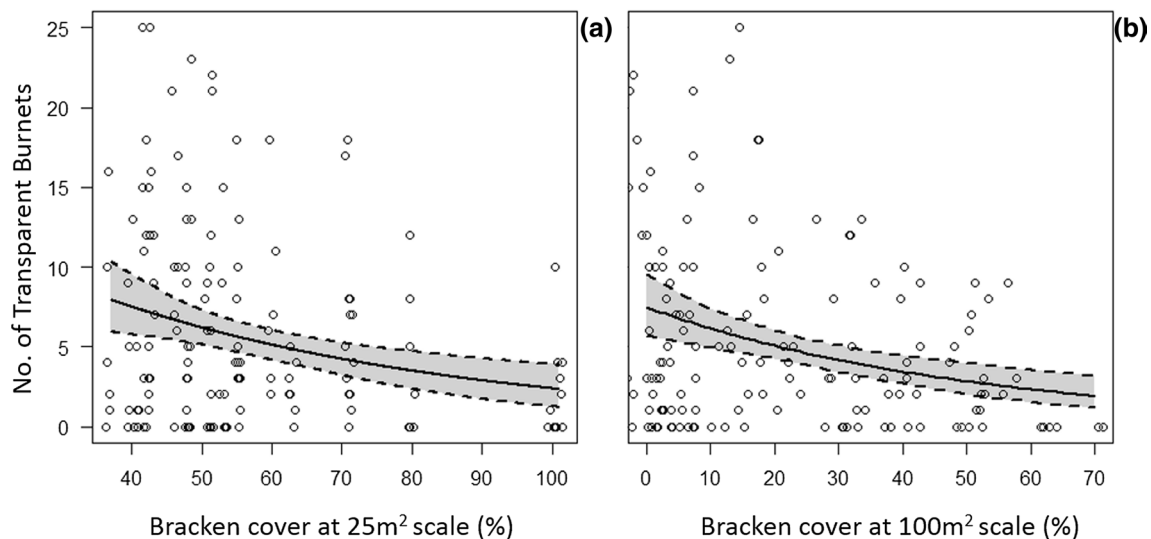 No. of Transparent Burnets
25
20
15
10
5
0
(a)
40 50 60 70 80 90 100
Bracken cover at 25m² scale (%)
(b)
0 10 20 30 40 50 60 70
Bracken cover at 100m² scale (%)